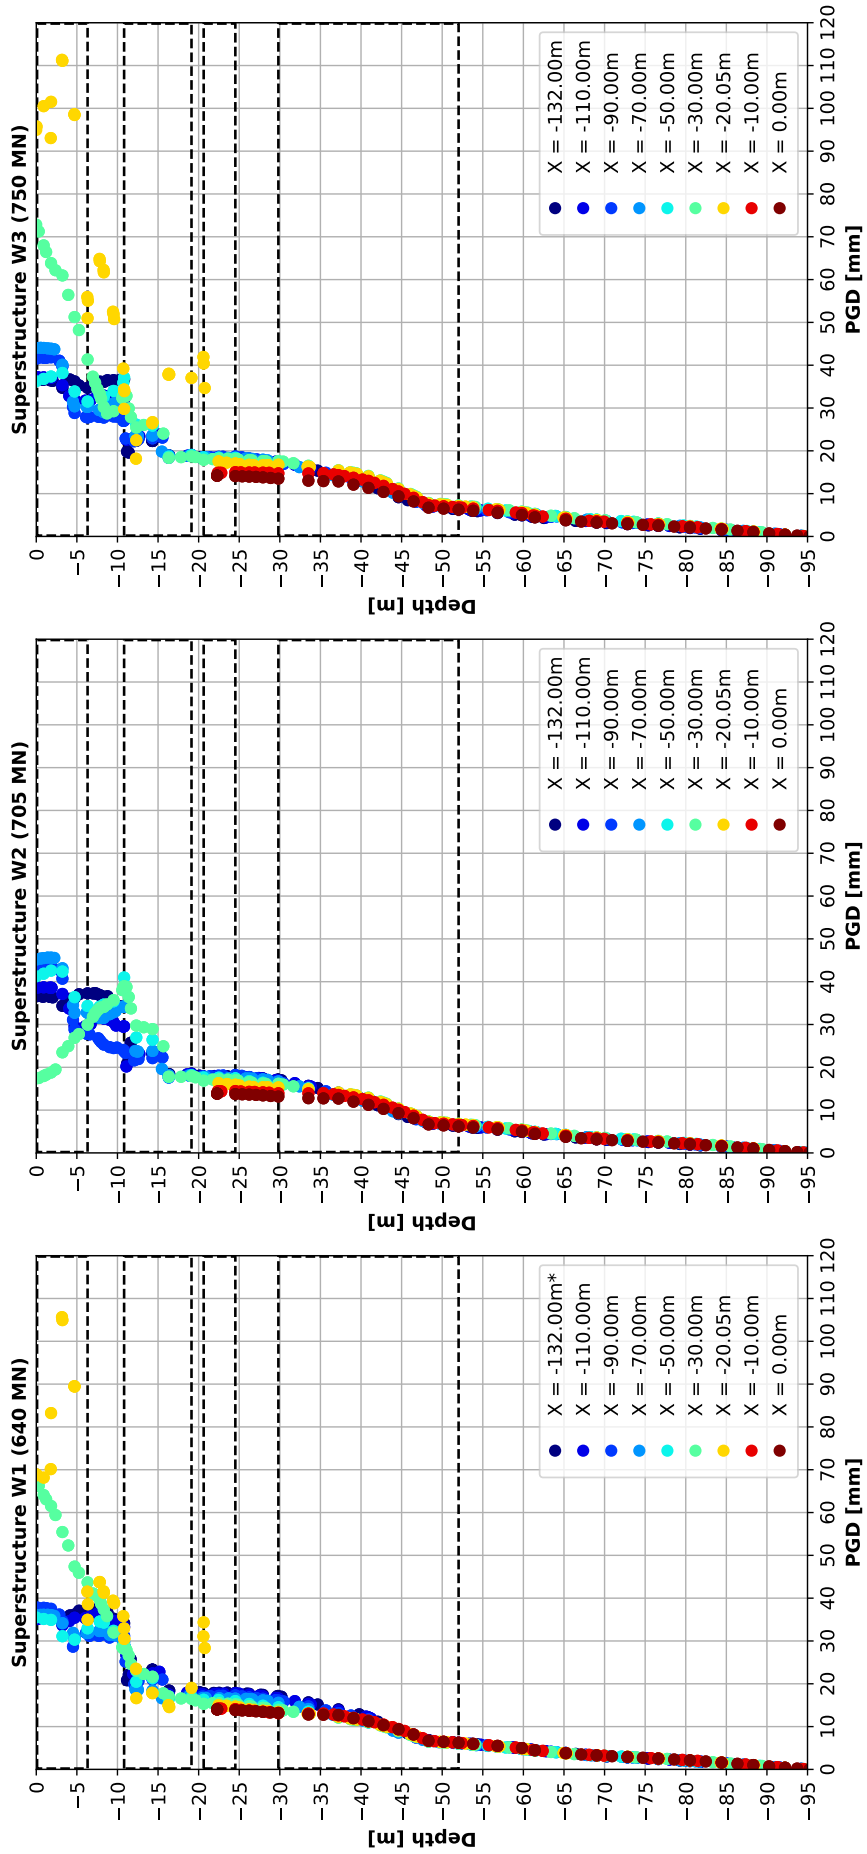 Superstructure W1 (640 MN)
Depth [m]
0
−5
−10
−15
−20
−25
−30
−35
−40
−45
−50
−55
−60
−65
−70
−75
−80
−85
−90
−95
X = -132.00m*
X = -110.00m
X = -90.00m
X = -70.00m
X = -50.00m
X = -30.00m
X = -20.05m
X = -10.00m
X = 0.00m
0 10 20 30 40 50 60 70 80 90 100 110 120
PGD [mm]
Superstructure W2 (705 MN)
Depth [m]
0
−5
−10
−15
−20
−25
−30
−35
−40
−45
−50
−55
−60
−65
−70
−75
−80
−85
−90
−95
X = -132.00m
X = -110.00m
X = -90.00m
X = -70.00m
X = -50.00m
X = -30.00m
X = -20.05m
X = -10.00m
X = 0.00m
0 10 20 30 40 50 60 70 80 90 100 110 120
PGD [mm]
Superstructure W3 (750 MN)
Depth [m]
0
−5
−10
−15
−20
−25
−30
−35
−40
−45
−50
−55
−60
−65
−70
−75
−80
−85
−90
−95
X = -132.00m
X = -110.00m
X = -90.00m
X = -70.00m
X = -50.00m
X = -30.00m
X = -20.05m
X = -10.00m
X = 0.00m
0 10 20 30 40 50 60 70 80 90 100 110 120
PGD [mm]